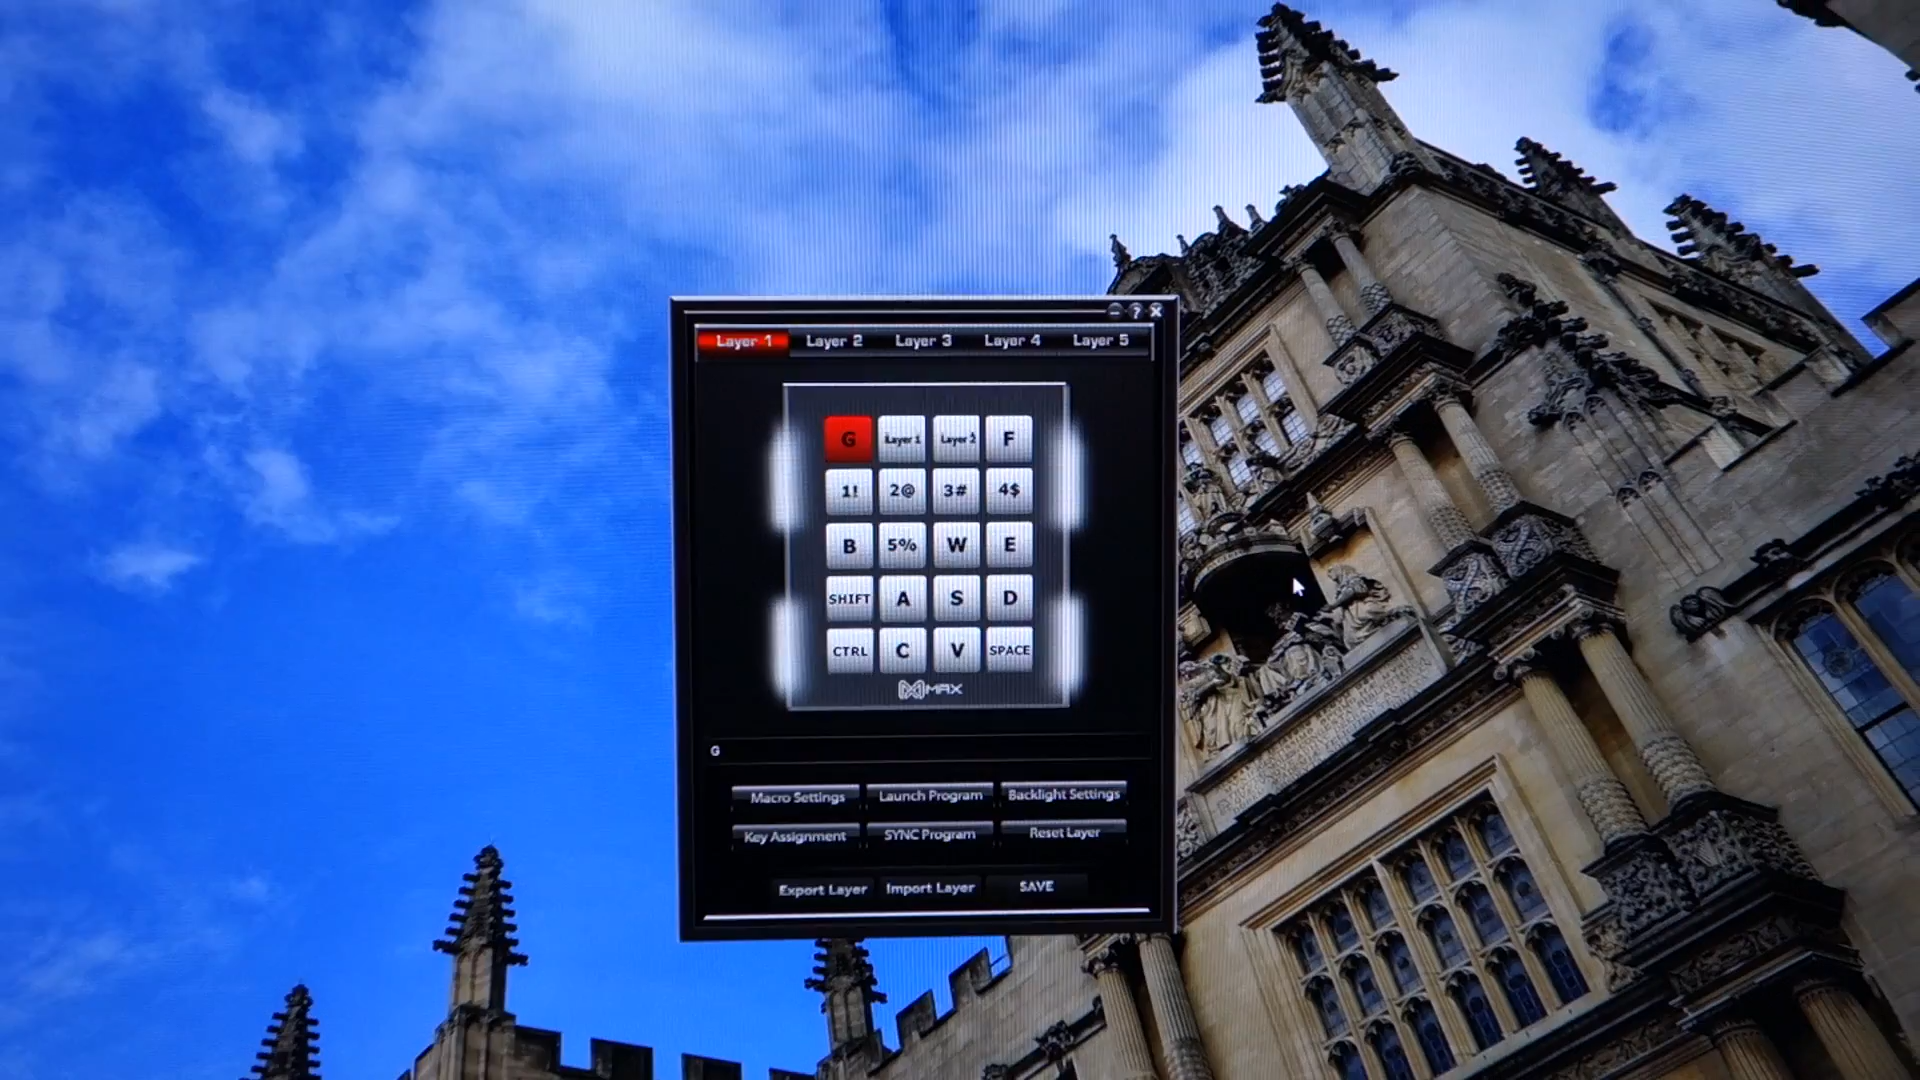 Layer 1 Layer 2 Layer 3 Layer 4 Layer 5
G Layer 1 Layer 2 F
1! 2@ 3# 4$
B 5% W E
SHIFT A S D
CTRL C V SPACE
MAX
G
Macro Settings Launch Program Backlight Settings
Key Assignment SYNC Program Reset Layer
Export Layer Import Layer SAVE